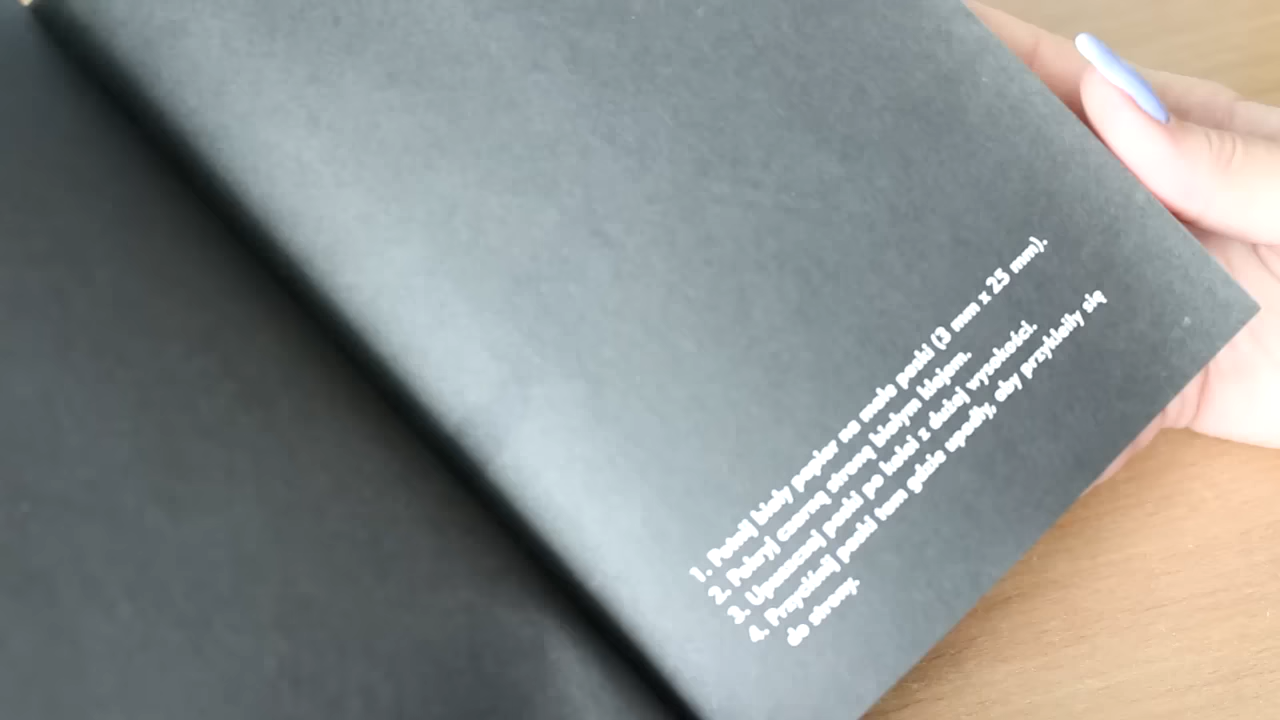 1. Potnij biały papier na małe paski (3 mm x 25 mm).
2. Pokryj czarną stronę białym klejem.
3. Upuszczaj paski po kolei z dużej wysokości.
4. Przyciśnij paski tam gdzie upadły, aby przykleiły się
do strony.